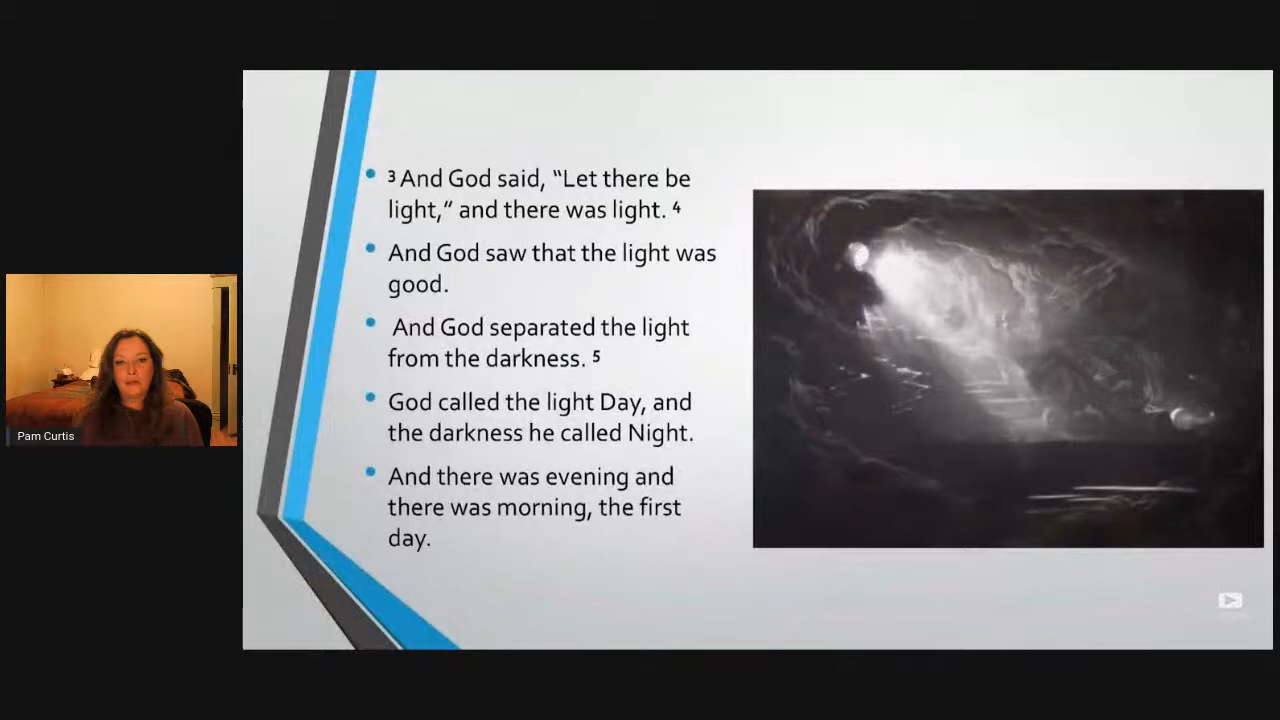 ³ And God said, “Let there be
light,” and there was light. ⁴
And God saw that the light was
good.
And God separated the light
from the darkness. ⁵
God called the light Day, and
the darkness he called Night.
And there was evening and
there was morning, the first
day.
Pam Curtis